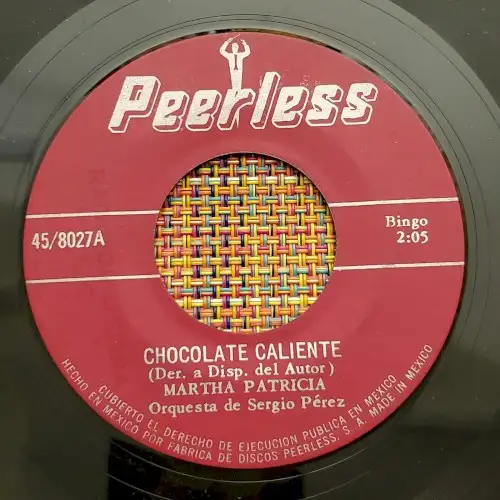 Peerless
45/8027A
Bingo
2:05
CHOCOLATE CALIENTE
(Der. a Disp. del Autor)
MARTHA PATRICIA
Orquesta de Sergio Pérez
CUBIERTO EL DERECHO DE EJECUCION PUBLICA EN MEXICO
HECHO EN MEXICO POR FABRICA DE DISCOS PEERLESS, S. A. MADE IN MEXICO